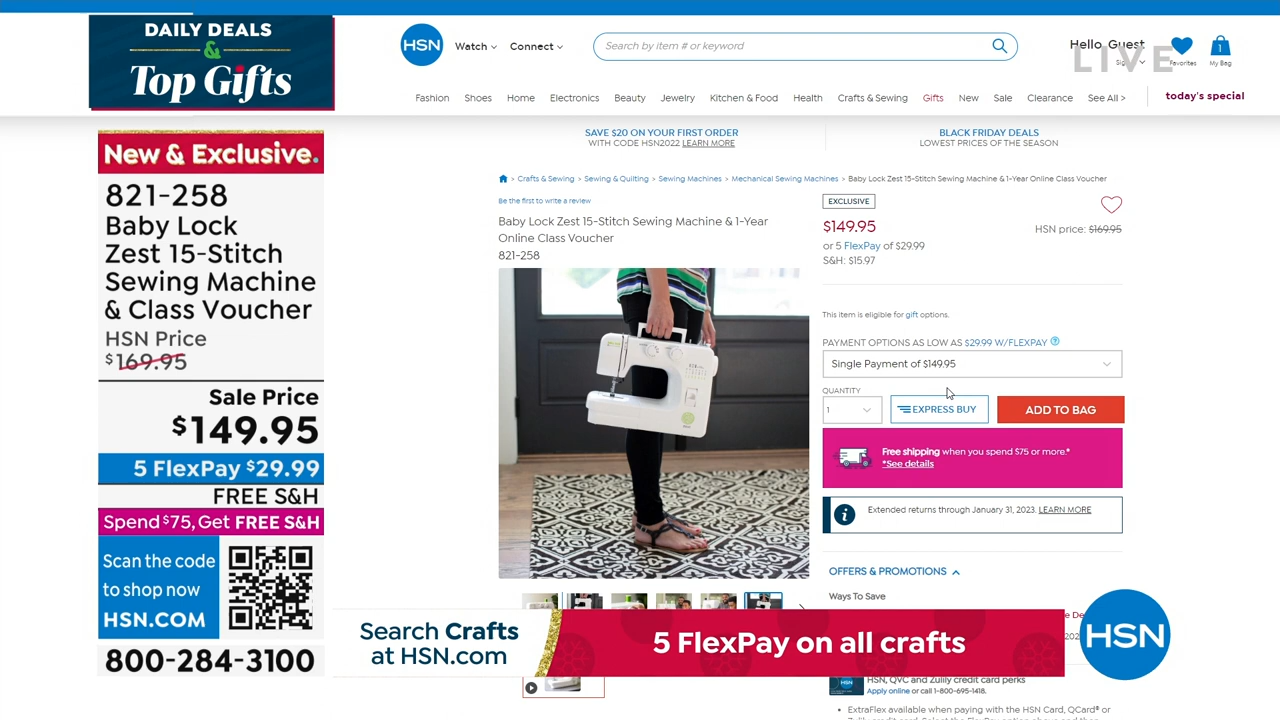 DAILY DEALS
&
Top Gifts
HSN
Watch
Connect
Search by item # or keyword
Hello, Guest
LIVE
Favorites
1
My Bag
Fashion
Shoes
Home
Electronics
Beauty
Jewelry
Kitchen & Food
Health
Crafts & Sewing
Gifts
New
Sale
Clearance
See All >
today's special
New & Exclusive.
821-258
Baby Lock
Zest 15-Stitch
Sewing Machine
& Class Voucher
HSN Price
$169.95
Sale Price
$149.95
5 FlexPay $29.99
FREE S&H
Spend $75, Get FREE S&H
Scan the code
to shop now
HSN.COM
800-284-3100
SAVE $20 ON YOUR FIRST ORDER
WITH CODE HSN2022 LEARN MORE
BLACK FRIDAY DEALS
LOWEST PRICES OF THE SEASON
> Crafts & Sewing > Sewing & Quilting > Sewing Machines > Mechanical Sewing Machines > Baby Lock Zest 15-Stitch Sewing Machine & 1-Year Online Class Voucher
Be the first to write a review
Baby Lock Zest 15-Stitch Sewing Machine & 1-Year
Online Class Voucher
821-258
EXCLUSIVE
$149.95
HSN price: $169.95
or 5 FlexPay of $29.99
S&H: $15.97
This item is eligible for gift options.
PAYMENT OPTIONS AS LOW AS $29.99 W/FLEXPAY ?
Single Payment of $149.95
QUANTITY
1
EXPRESS BUY
ADD TO BAG
Free shipping when you spend $75 or more.*
*See details
Extended returns through January 31, 2023. LEARN MORE
OFFERS & PROMOTIONS
Ways To Save
Search Crafts
at HSN.com
5 FlexPay on all crafts
HSN
HSN, QVC and Zulily credit card perks
Apply online or call 1-800-695-1418.
• ExtraFlex available when paying with the HSN Card, QCard® or